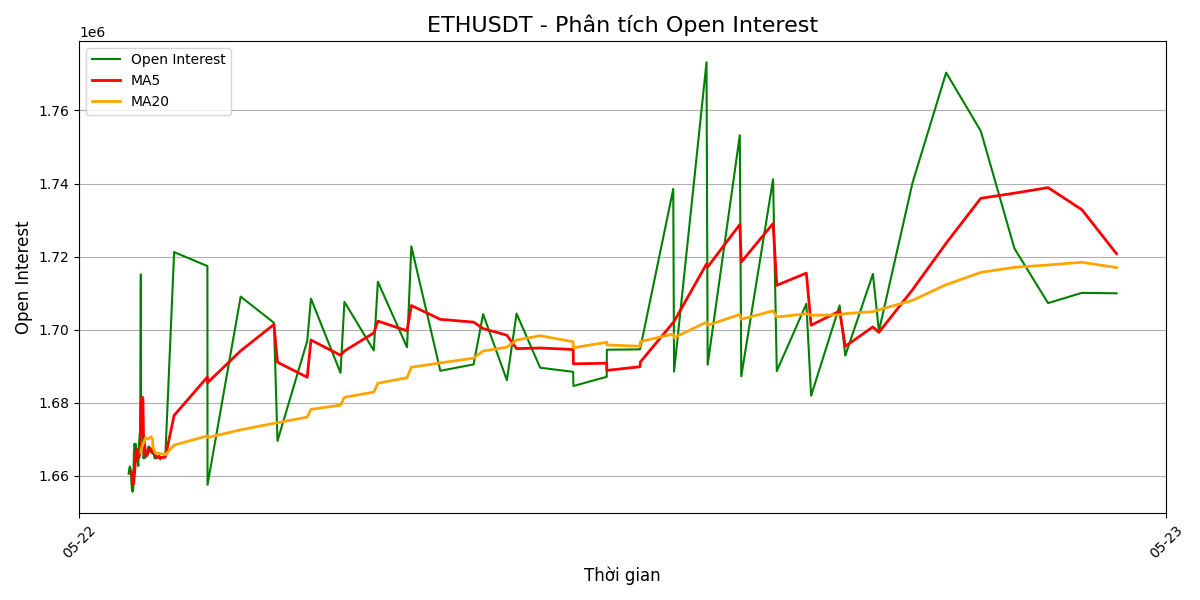 ETHUSDT - Phân tích Open Interest
1e6
Open Interest
MA5
MA20
1.76
1.74
1.72
1.70
1.68
1.66
Open Interest
05-22
05-23
Thời gian